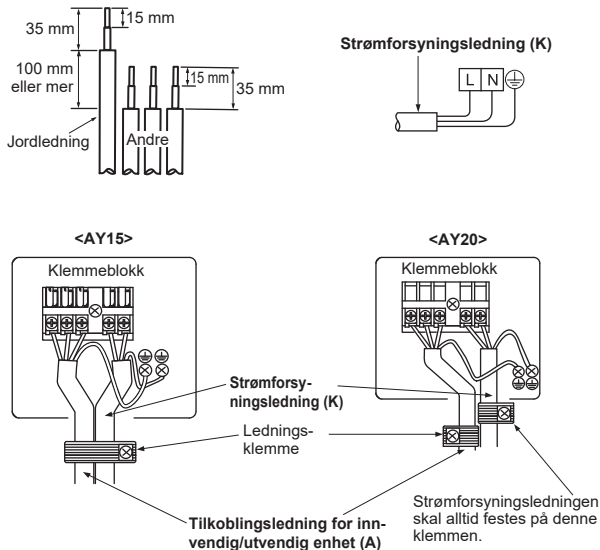 15 mm
35 mm
100 mm
eller mer
Jordledning
Andre
15 mm
35 mm
Strømforsyningsledning (K)
L N
<AY15>
Klemmeblokk
<AY20>
Klemmeblokk
Strømforsy-
ningsledning (K)
Lednings-
klemme
Tilkoblingsledning for inn-
vendig/utvendig enhet (A)
Strømforsyningsledningen
skal alltid festes på denne
klemmen.